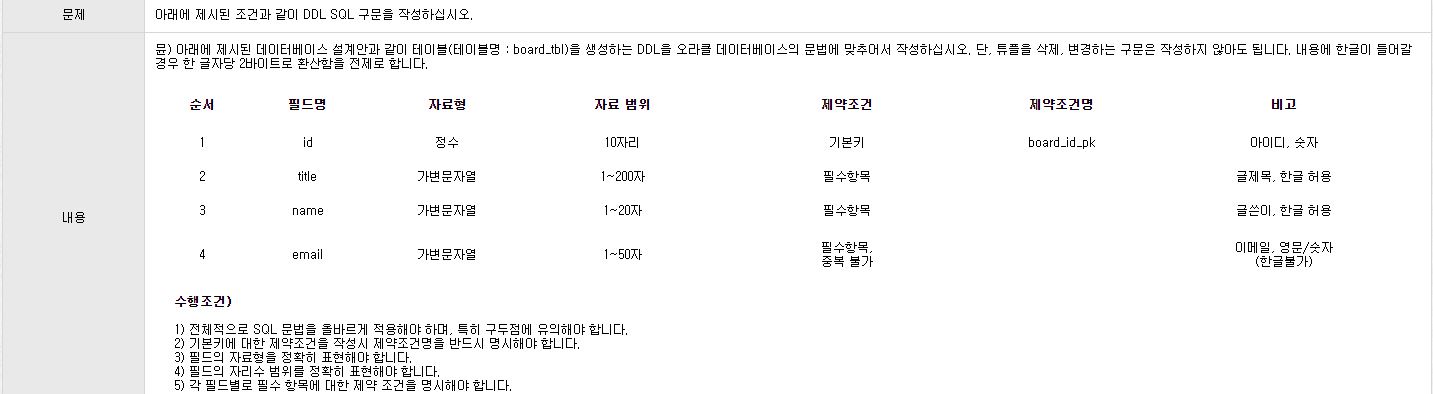 문제
아래에 제시된 조건과 같이 DDL SQL 구문을 작성하십시오.
내용
문) 아래에 제시된 데이터베이스 설계안과 같이 테이블(테이블명 : board_tbl)을 생성하는 DDL을 오라클 데이터베이스의 문법에 맞추어서 작성하십시오. 단, 튜플을 삭제, 변경하는 구문은 작성하지 않아도 됩니다. 내용에 한글이 들어갈
경우 한 글자당 2바이트로 환산함을 전제로 합니다.
순서 필드명 자료형 자료 범위 제약조건 제약조건명 비고
1 id 정수 10자리 기본키 board_id_pk 아이디, 숫자
2 title 가변문자열 1~200자 필수항목 글제목, 한글 허용
3 name 가변문자열 1~20자 필수항목 글쓴이, 한글 허용
4 email 가변문자열 1~50자 필수항목, 중복 불가 이메일, 영문/숫자 (한글불가)
수행조건)
1) 전체적으로 SQL 문법을 올바르게 적용해야 하며, 특히 구두점에 유의해야 합니다.
2) 기본키에 대한 제약조건을 작성시 제약조건명을 반드시 명시해야 합니다.
3) 필드의 자료형을 정확히 표현해야 합니다.
4) 필드의 자리수 범위를 정확히 표현해야 합니다.
5) 각 필드별로 필수 항목에 대한 제약 조건을 명시해야 합니다.